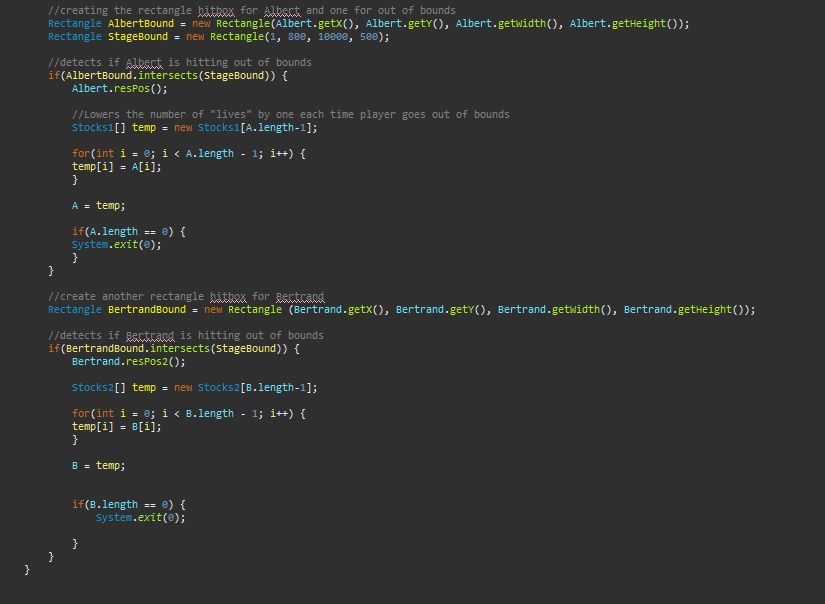 //creating the rectangle hitbox for Albert and one for out of bounds
Rectangle AlbertBound = new Rectangle(Albert.getX(), Albert.getY(), Albert.getWidth(), Albert.getHeight());
Rectangle StageBound = new Rectangle(1, 800, 10000, 500);
//detects if Albert is hitting out of bounds
if(AlbertBound.intersects(StageBound)) {
Albert.resPos();
//Lowers the number of "lives" by one each time player goes out of bounds
Stocks1[] temp = new Stocks1[A.length-1];
for(int i = 0; i < A.length - 1; i++) {
temp[i] = A[i];
}
A = temp;
if(A.length == 0) {
System.exit(0);
}
}
//create another rectangle hitbox for Bertrand
Rectangle BertrandBound = new Rectangle (Bertrand.getX(), Bertrand.getY(), Bertrand.getWidth(), Bertrand.getHeight());
//detects if Bertrand is hitting out of bounds
if(BertrandBound.intersects(StageBound)) {
Bertrand.resPos2();
Stocks2[] temp = new Stocks2[B.length-1];
for(int i = 0; i < B.length - 1; i++) {
temp[i] = B[i];
}
B = temp;
if(B.length == 0) {
System.exit(0);
}
}
}